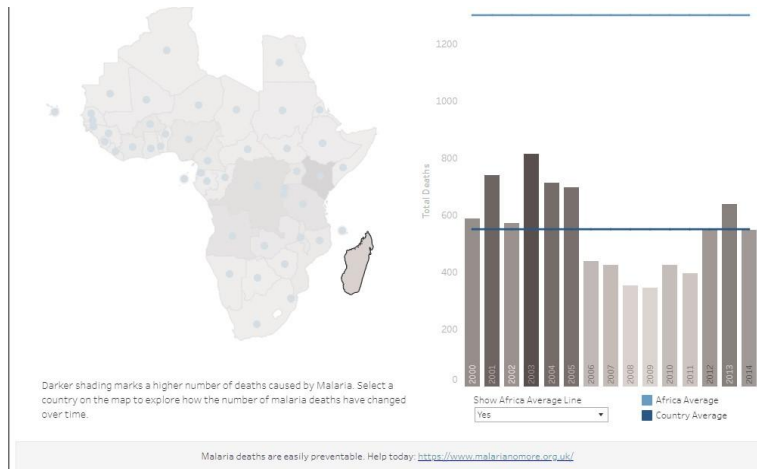 1200
1000
800
600
400
200
0
Total Deaths
2000 2001 2002 2003 2004 2005 2006 2007 2008 2009 2010 2011 2012 2013 2014
Darker shading marks a higher number of deaths caused by Malaria. Select a
country on the map to explore how the number of malaria deaths have changed
over time.
Show Africa Average Line
Yes
Africa Average
Country Average
Malaria deaths are easily preventable. Help today: https://www.malarianomore.org.uk/